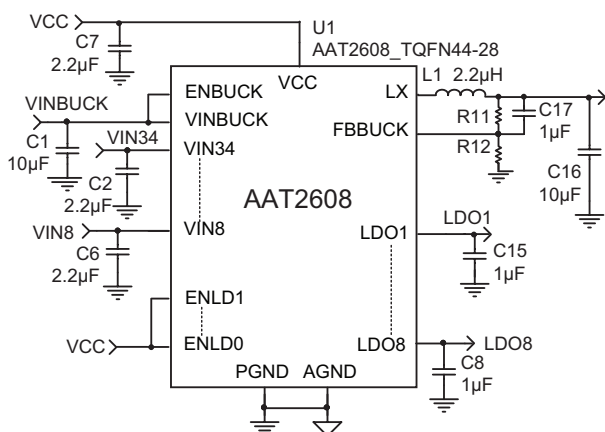 VCC
C7
2.2µF
U1
AAT2608_TQFN44-28
VCC
L1 2.2µH
ENBUCK
LX
VINBUCK
VINBUCK
FBBUCK
R11
R12
C17
1µF
C16
10µF
C1
10µF
VIN34
VIN34
C2
2.2µF
AAT2608
VIN8
VIN8
C6
2.2µF
LDO1
LDO1
C15
1µF
ENLD1
VCC
ENLD0
LDO8
LDO8
C8
1µF
PGND
AGND